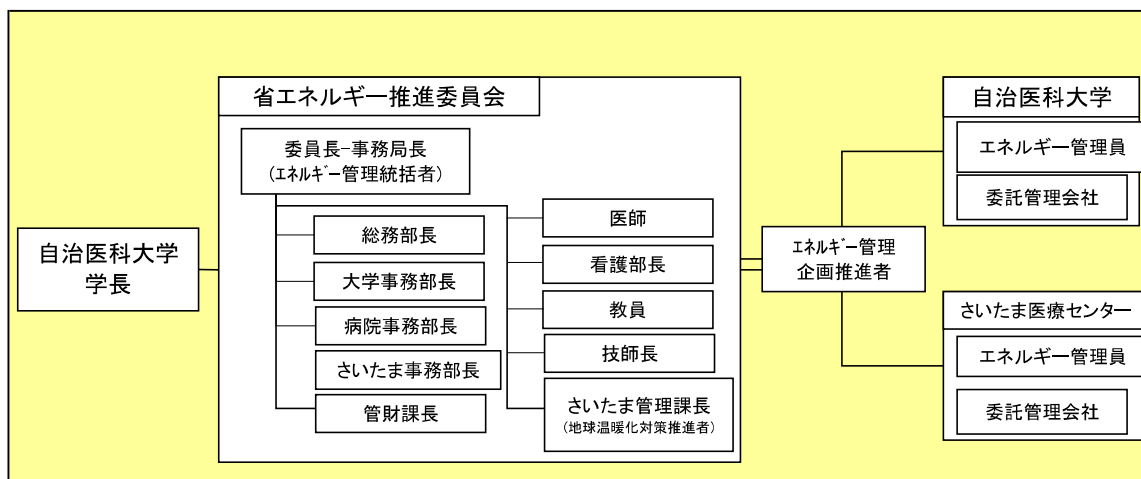 自治医科大学
学長
省エネルギー推進委員会
委員長-事務局長
(エネルギー管理統括者)
総務部長
大学事務部長
病院事務部長
さいたま事務部長
管財課長
医師
看護部長
教員
技師長
さいたま管理課長
(地球温暖化対策推進者)
エネルギー管理
企画推進者
自治医科大学
エネルギー管理員
委託管理会社
さいたま医療センター
エネルギー管理員
委託管理会社